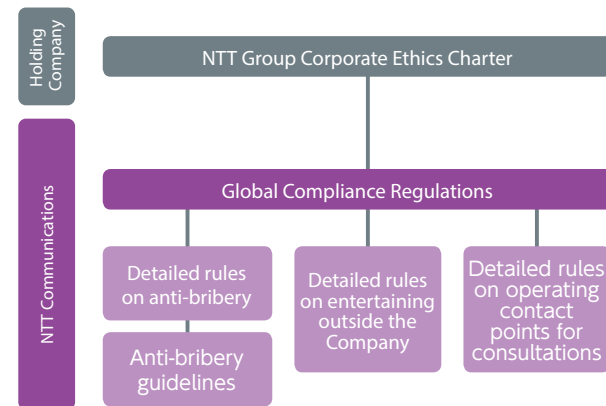 Holding
Company
NTT Group Corporate Ethics Charter
NTT Communications
Global Compliance Regulations
Detailed rules
on anti-bribery
Anti-bribery
guidelines
Detailed rules
on entertaining
outside the
Company
Detailed rules
on operating
contact
points for
consultations